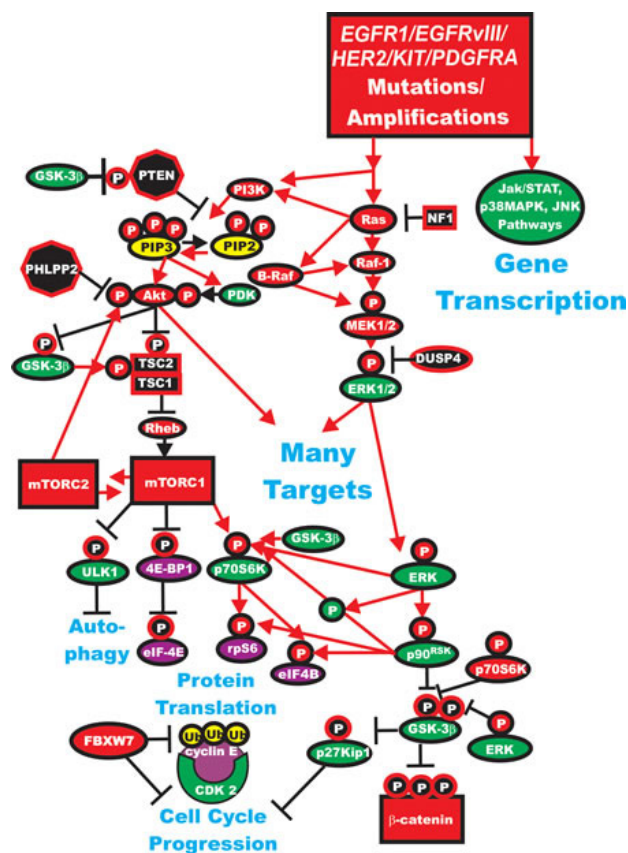 EGFR1/EGFRvIII/
HER2/KIT/PDGFRA
Mutations/
Amplifications
GSK-3β
P
PTEN
PI3K
Jak/STAT,
p38MAPK, JNK
Pathways
Ras
NF1
P P P
PIP3
P P
PIP2
Gene
Transcription
PHLPP2
B-Raf
Raf-1
P
Akt
P
PDK
P
MEK1/2
P
GSK-3β
P
P
TSC2
TSC1
P
ERK1/2
DUSP4
Rheb
Many
Targets
mTORC2
mTORC1
P
ULK1
P
4E-BP1
P
p70S6K
GSK-3β
P
ERK
Auto-
phagy
P
eIF-4E
P
rpS6
P
eIF4B
P
P
p90RSK
P
p70S6K
Protein
Translation
P P
GSK-3β
P
ERK
FBXW7
Ub Ub Ub
cyclin E
CDK 2
P
p27Kip1
Cell Cycle
Progression
P P P
β-catenin